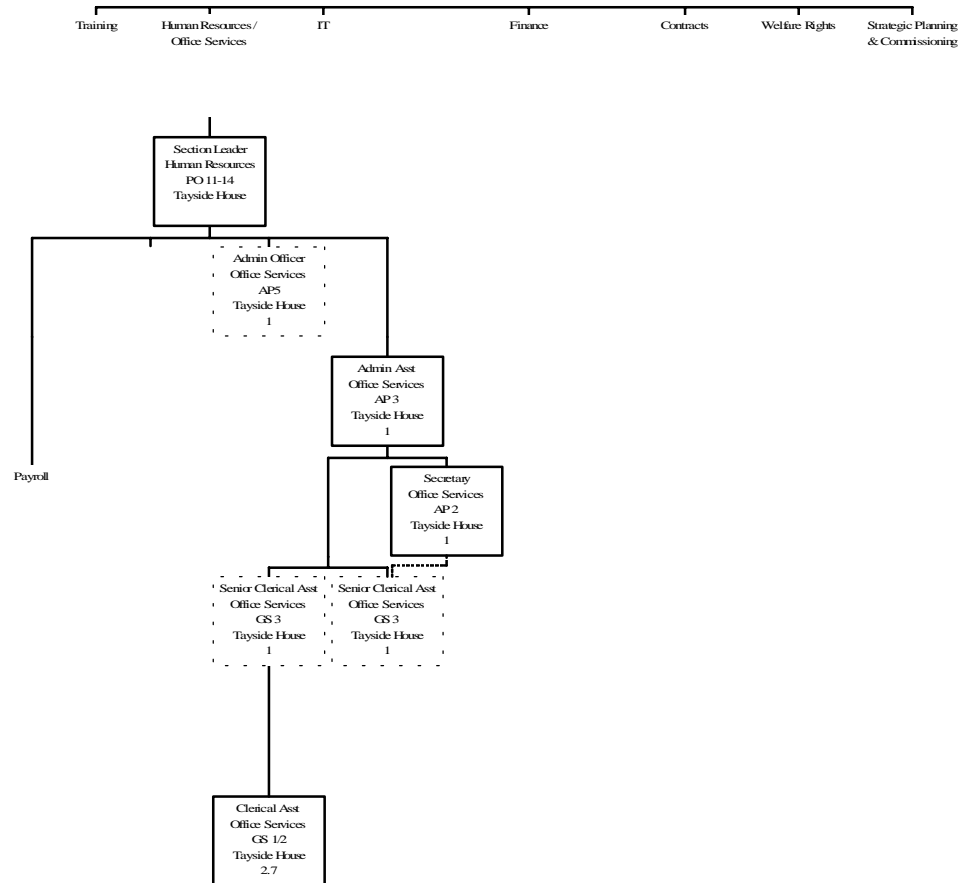 Training
Human Resources /
Office Services
IT
Finance
Contracts
Welfare Rights
Strategic Planning
& Commissioning
Section Leader
Human Resources
PO 11-14
Tayside House
Admin Officer
Office Services
AP5
Tayside House
1
Admin Asst
Office Services
AP 3
Tayside House
1
Payroll
Secretary
Office Services
AP 2
Tayside House
1
Senior Clerical Asst
Office Services
GS 3
Tayside House
1
Senior Clerical Asst
Office Services
GS 3
Tayside House
1
Clerical Asst
Office Services
GS 1/2
Tayside House
2.7